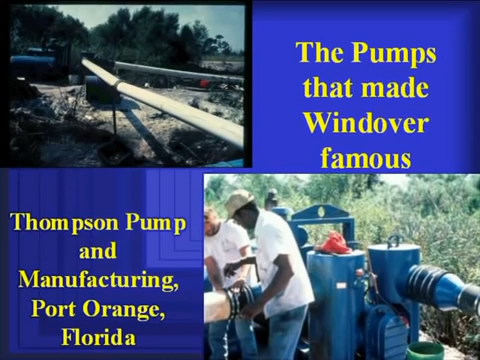 The Pumps
that made
Windover
famous
Thompson Pump
and
Manufacturing,
Port Orange,
Florida